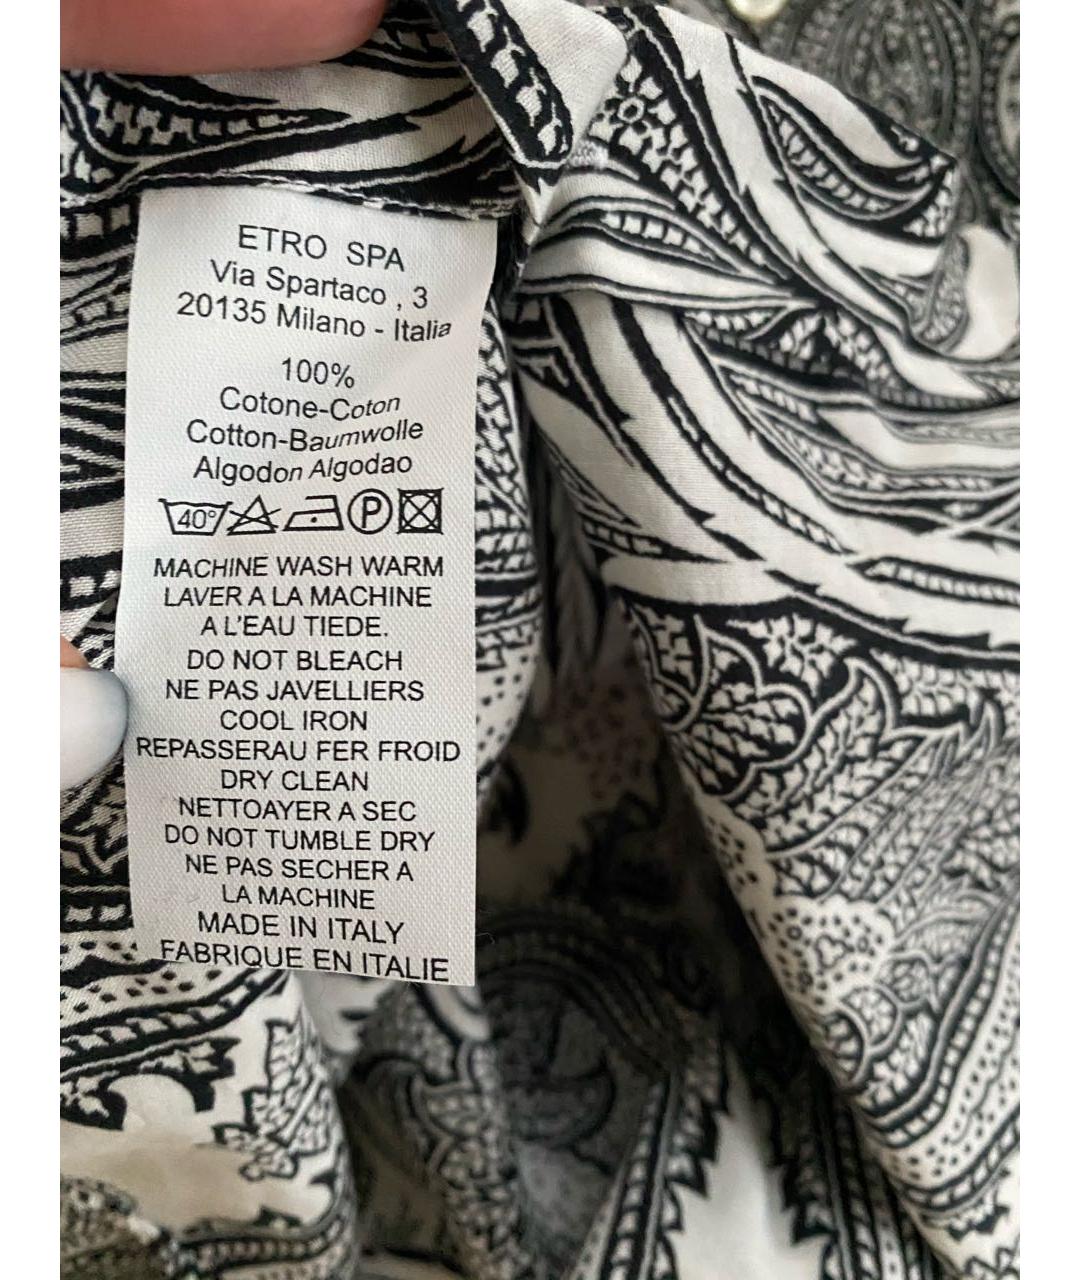 ETRO SPA
Via Spartaco , 3
20135 Milano - Italia
100%
Cotone-Coton
Cotton-Baumwolle
Algodon Algodao
40° P
MACHINE WASH WARM
LAVER A LA MACHINE
A L'EAU TIEDE.
DO NOT BLEACH
NE PAS JAVELLIERS
COOL IRON
REPASSERAU FER FROID
DRY CLEAN
NETTOAYER A SEC
DO NOT TUMBLE DRY
NE PAS SECHER A
LA MACHINE
MADE IN ITALY
FABRIQUE EN ITALIE